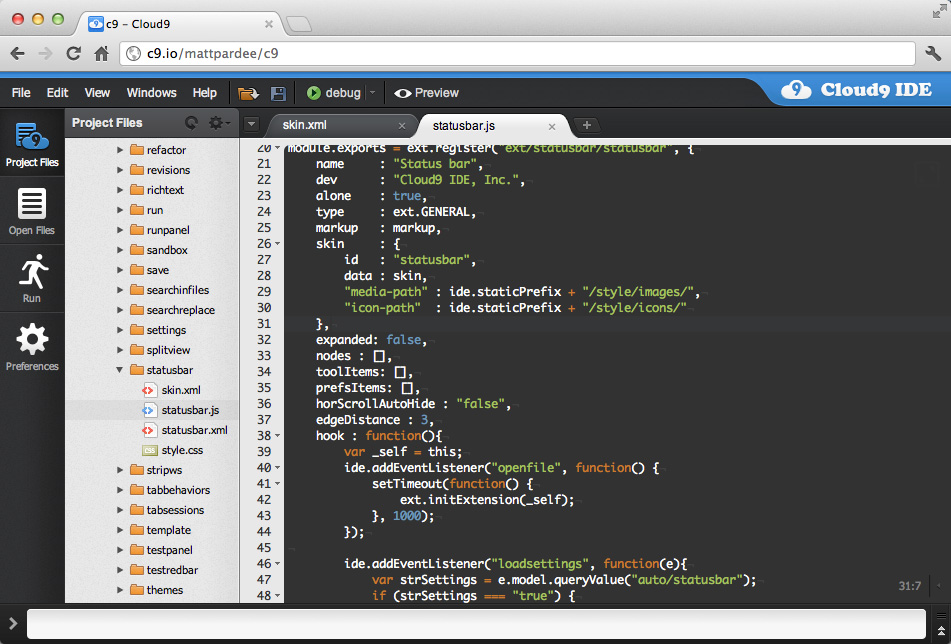 c9 – Cloud9
c9.io/mattpardee/c9
File Edit View Windows Help debug Preview
Cloud9 IDE
Project Files
Open Files
Run
Preferences
Project Files
refactor
revisions
richtext
run
runpanel
sandbox
save
searchinfiles
searchreplace
settings
splitview
statusbar
skin.xml
statusbar.js
statusbar.xml
style.css
stripws
tabbehaviors
tabsessions
template
testpanel
testredbar
themes
skin.xml
statusbar.js
20 module.exports = ext.register("ext/statusbar/statusbar", {
21 name : "Status bar",
22 dev : "Cloud9 IDE, Inc.",
23 alone : true,
24 type : ext.GENERAL,
25 markup : markup,
26 skin : {
27 id : "statusbar",
28 data : skin,
29 "media-path" : ide.staticPrefix + "/style/images/",
30 "icon-path" : ide.staticPrefix + "/style/icons/"
31 },
32 expanded: false,
33 nodes : [],
34 toolItems: [],
35 prefsItems: [],
36 horScrollAutoHide : "false",
37 edgeDistance : 3,
38 hook : function(){
39 var _self = this;
40 ide.addEventListener("openfile", function() {
41 setTimeout(function() {
42 ext.initExtension(_self);
43 }, 1000);
44 });
45
46 ide.addEventListener("loadsettings", function(e){
47 var strSettings = e.model.queryValue("auto/statusbar");
48 if (strSettings === "true") {
31:7